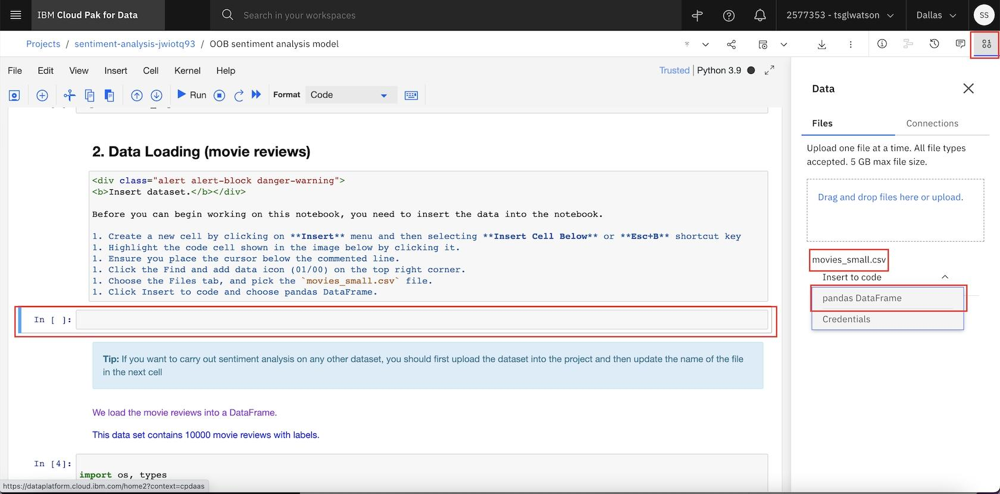 IBM Cloud Pak for Data
Search in your workspaces
2577353 - tsglwatson
Dallas
SS
Projects / sentiment-analysis-jwiotq93 / OOB sentiment analysis model
File Edit View Insert Cell Kernel Help
Trusted | Python 3.9
Run
Format
Code
2. Data Loading (movie reviews)
<div class="alert alert-block danger-warning">
<b>Insert dataset.</b></div>
Before you can begin working on this notebook, you need to insert the data into the notebook.
1. Create a new cell by clicking on **Insert** menu and then selecting **Insert Cell Below** or **Esc+B** shortcut key
1. Highlight the code cell shown in the image below by clicking it.
1. Ensure you place the cursor below the commented line.
1. Click the Find and add data icon (01/00) on the top right corner.
1. Choose the Files tab, and pick the `movies_small.csv` file.
1. Click Insert to code and choose pandas DataFrame.
In [ ]:
Tip: If you want to carry out sentiment analysis on any other dataset, you should first upload the dataset into the project and then update the name of the file
in the next cell
We load the movie reviews into a DataFrame.
This data set contains 10000 movie reviews with labels.
In [4]:
import os, types
https://dataplatform.cloud.ibm.com/home2?context=cpdaas
Data
Files
Connections
Upload one file at a time. All file types
accepted. 5 GB max file size.
Drag and drop files here or upload.
movies_small.csv
Insert to code
pandas DataFrame
Credentials